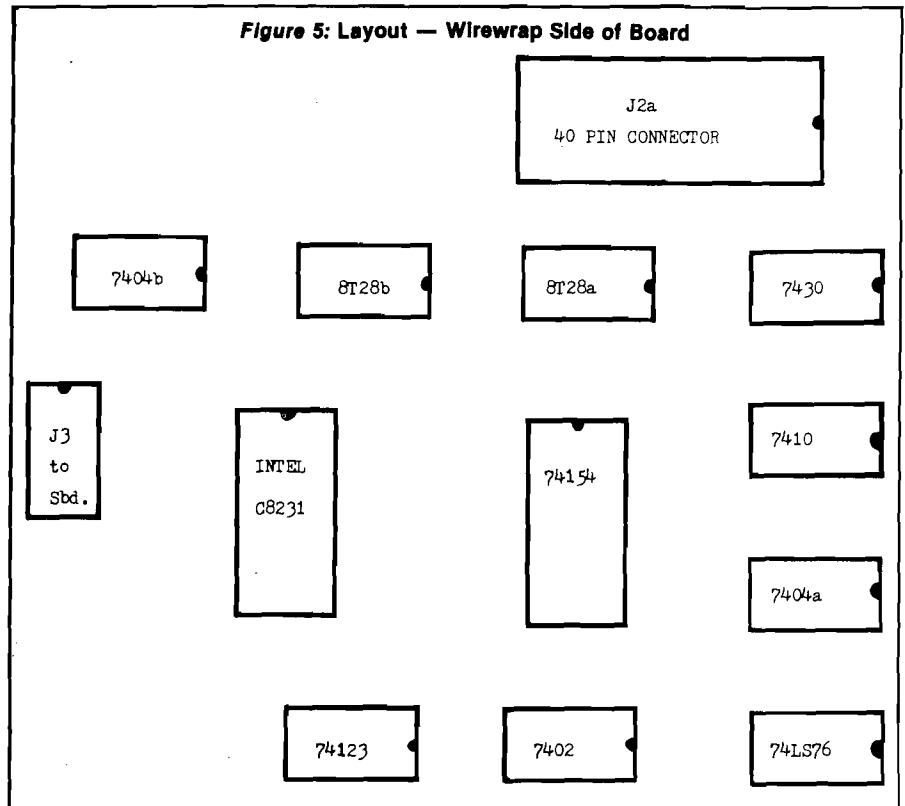 Figure 5: Layout — Wirewrap Side of Board
J2a
40 PIN CONNECTOR
7404b
8T28b
8T28a
7430
J3
to
Sbd.
INTEL
C8231
74154
7410
7404a
74123
7402
74LS76